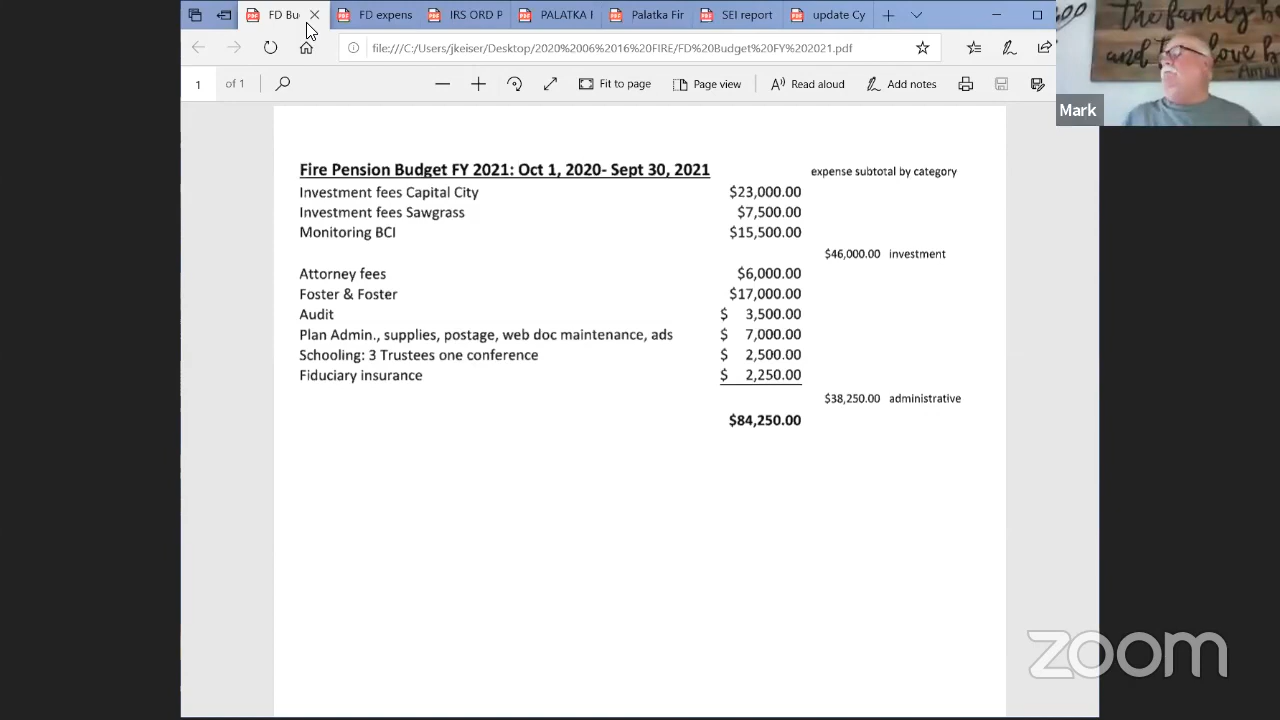 FD Bu
FD expens
IRS ORD P
PALATKA I
Palatka Fir
SEI report
update Cy
file:///C:/Users/jkeiser/Desktop/2020%2006%2016%20FIRE/FD%20Budget%20FY%202021.pdf
1 of 1
Fit to page
Page view
Read aloud
Add notes
the family
and
Mark
Fire Pension Budget FY 2021: Oct 1, 2020- Sept 30, 2021 expense subtotal by category
Investment fees Capital City $23,000.00
Investment fees Sawgrass $7,500.00
Monitoring BCI $15,500.00
$46,000.00 investment
Attorney fees $6,000.00
Foster & Foster $17,000.00
Audit $ 3,500.00
Plan Admin., supplies, postage, web doc maintenance, ads $ 7,000.00
Schooling: 3 Trustees one conference $ 2,500.00
Fiduciary insurance $ 2,250.00
$38,250.00 administrative
$84,250.00
zoom